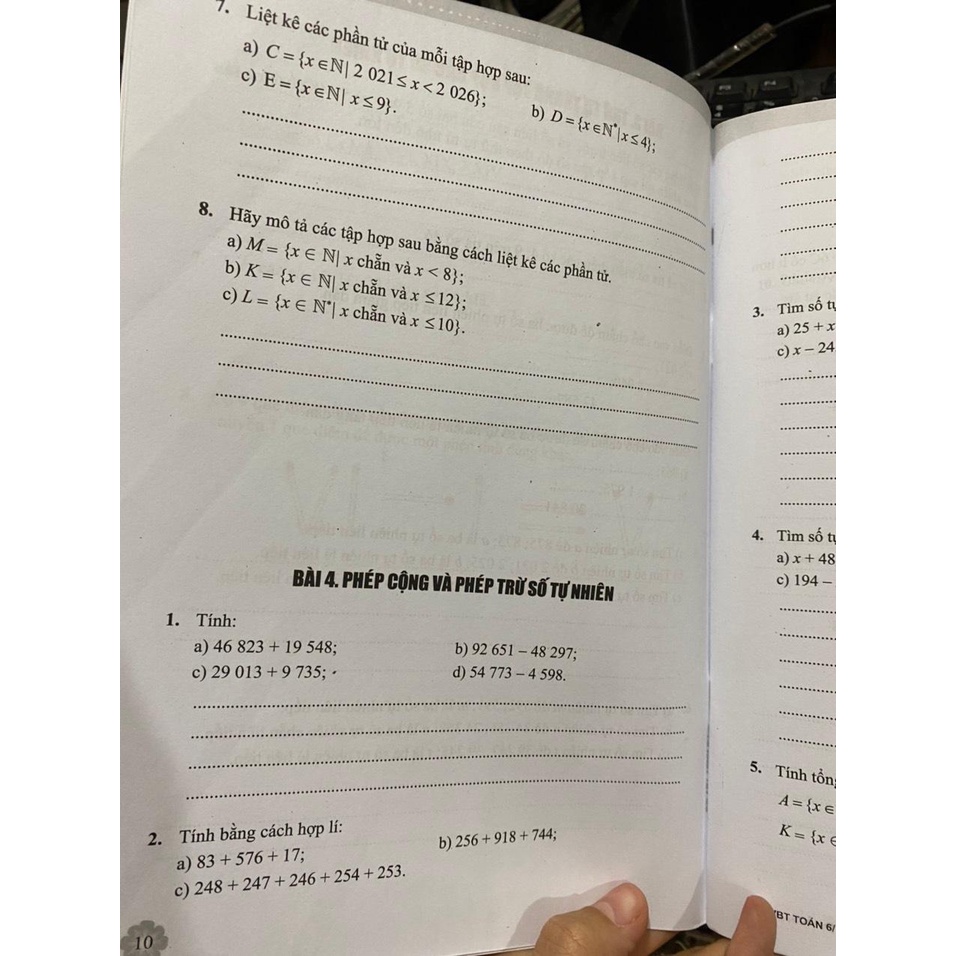 7. Liệt kê các phần tử của mỗi tập hợp sau:
a) C = {x ∈ ℕ| 2 021 ≤ x < 2 026};
b) D = {x ∈ ℕ*|x ≤ 4};
c) E = {x ∈ ℕ| x ≤ 9}.
8. Hãy mô tả các tập hợp sau bằng cách liệt kê các phần tử.
a) M = {x ∈ ℕ| x chẵn và x < 8};
b) K = {x ∈ ℕ| x chẵn và x ≤ 12};
c) L = {x ∈ ℕ*| x chẵn và x ≤ 10}.
BÀI 4. PHÉP CỘNG VÀ PHÉP TRỪ SỐ TỰ NHIÊN
1. Tính:
a) 46 823 + 19 548; b) 92 651 – 48 297;
c) 29 013 + 9 735; d) 54 773 – 4 598.
2. Tính bằng cách hợp lí:
a) 83 + 576 + 17; b) 256 + 918 + 744;
c) 248 + 247 + 246 + 254 + 253.
10
3. Tìm số
a) 25 + x
c) x – 24
4. Tìm số
a) x + 48
c) 194 –
5. Tính
A = {x ∈
K = {x
VBT TOÁN 6/